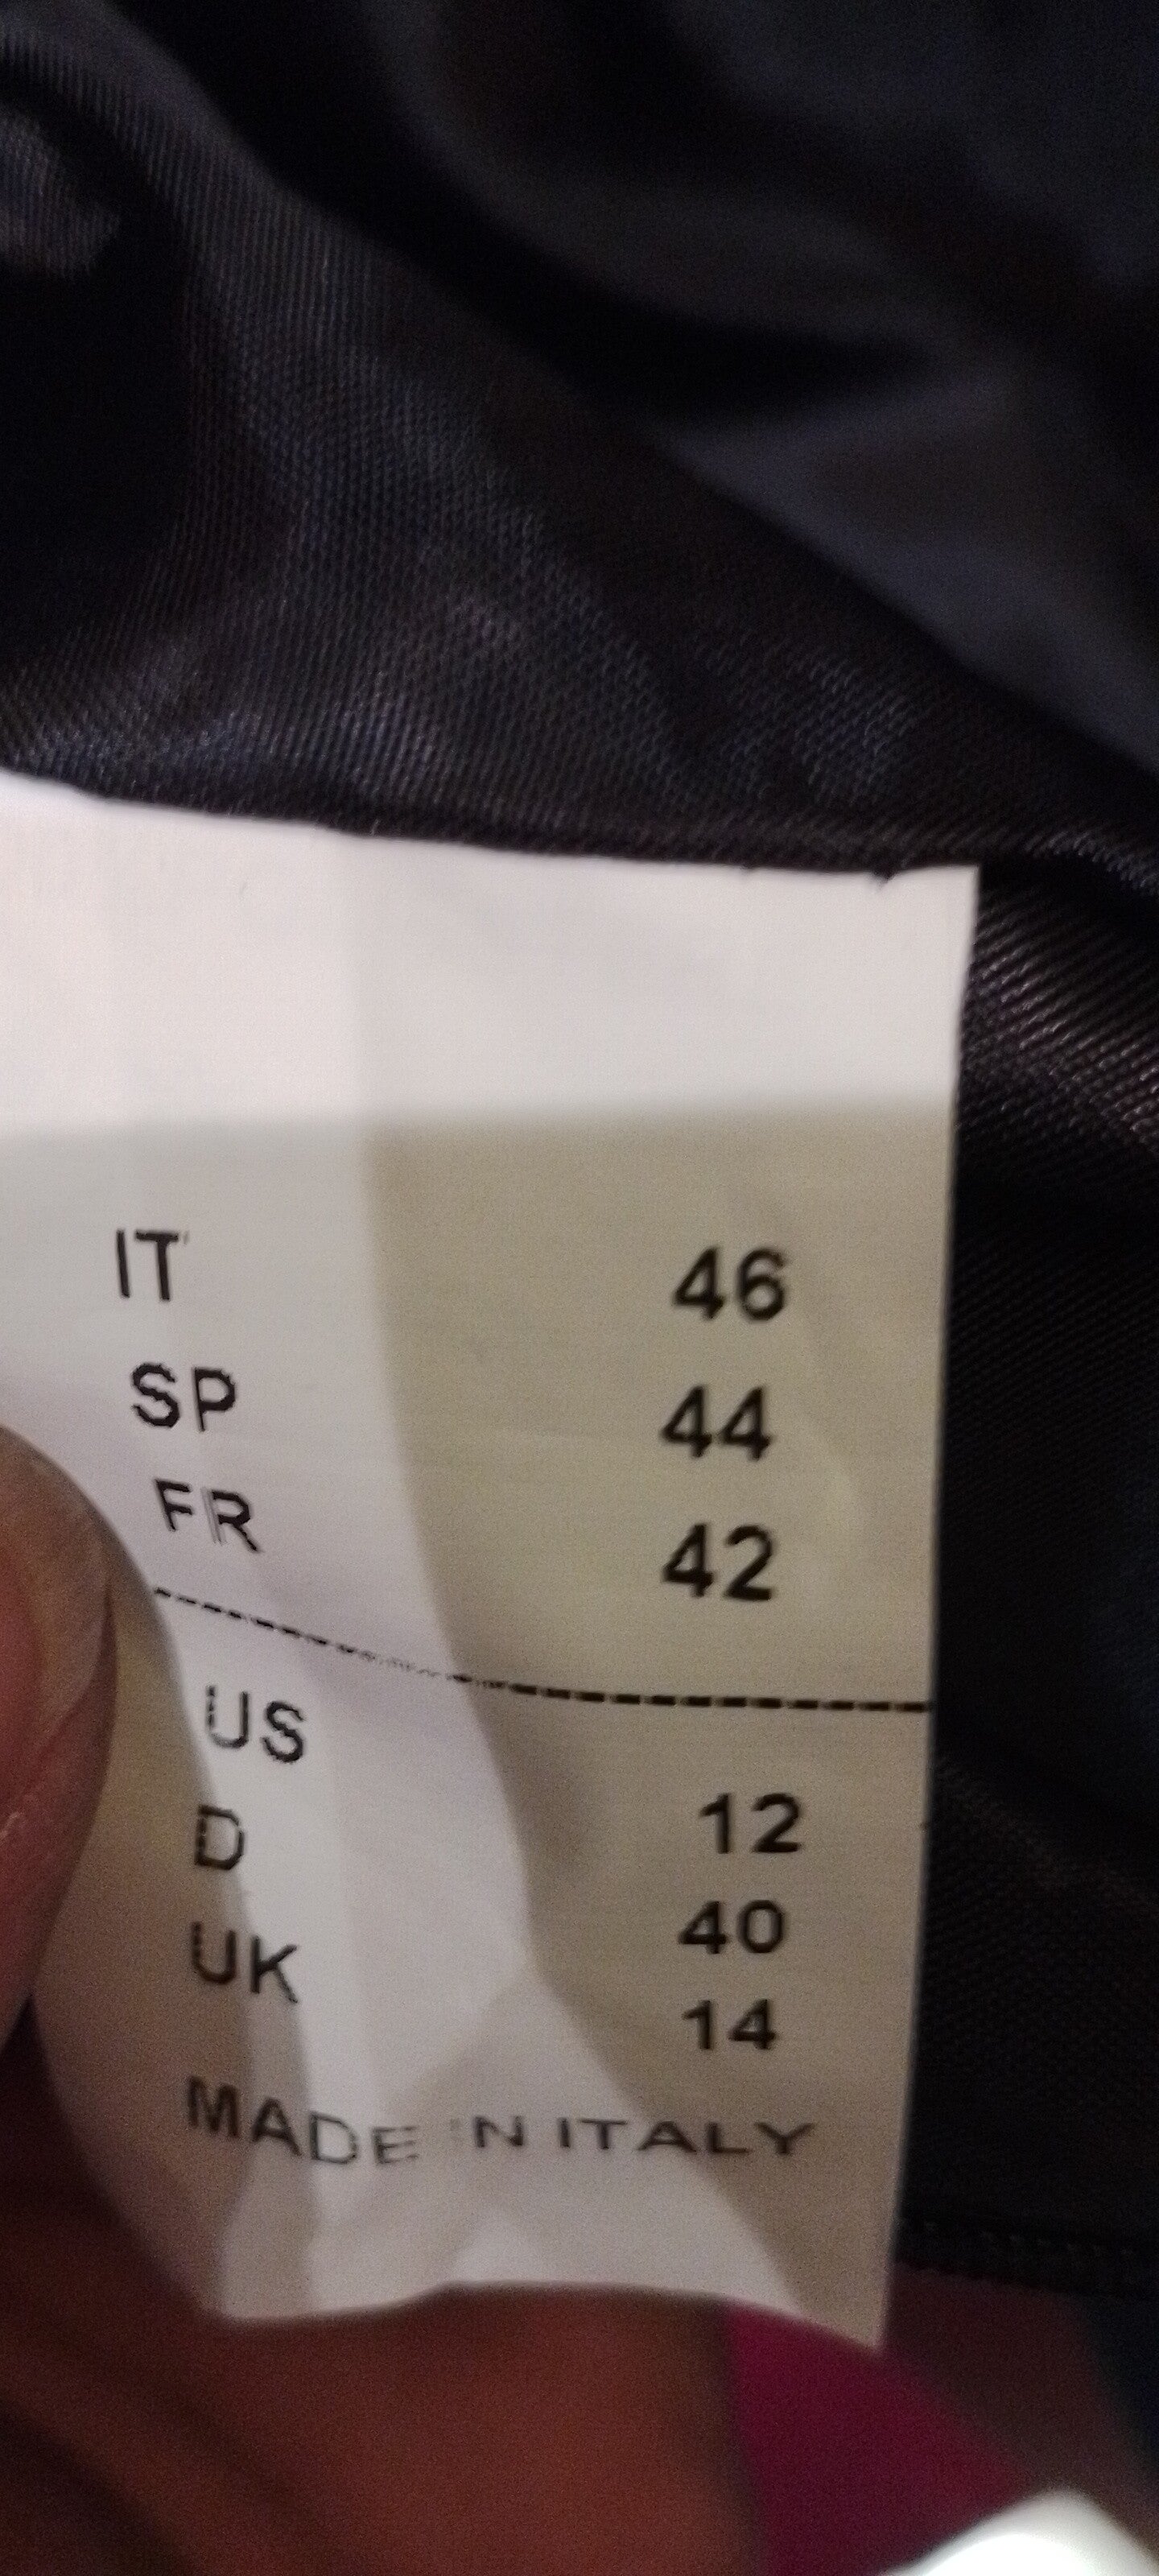 IT 46
SP 44
FR 42
US 12
D 40
UK 14
MADE IN ITALY